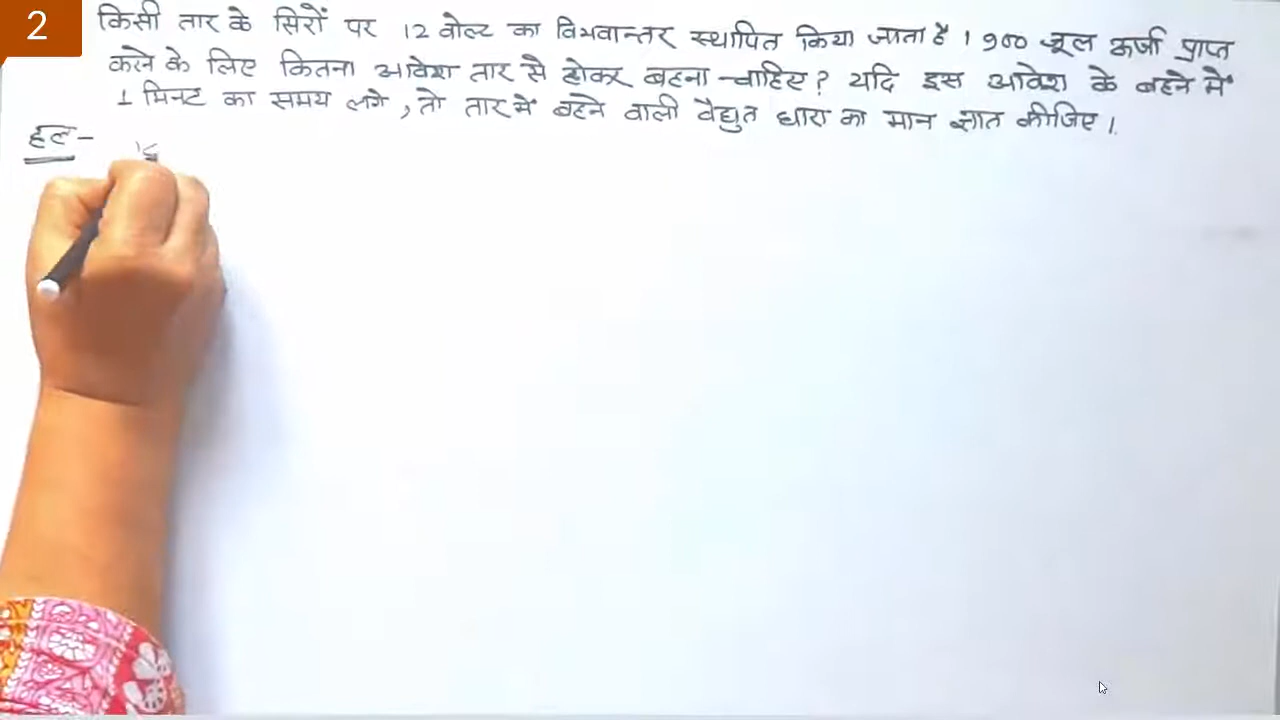 2
किसी तार के सिरों पर 12 वोल्ट का विभवान्तर स्थापित किया जाता है । 900 जूल ऊर्जा प्राप्त
करने के लिए कितना आवेश तार से होकर बहना चाहिए ? यदि इस आवेश के बहने में
1 मिनट का समय लगे , तो तार में बहने वाली वैद्युत धारा का मान ज्ञात कीजिए ।
हल-